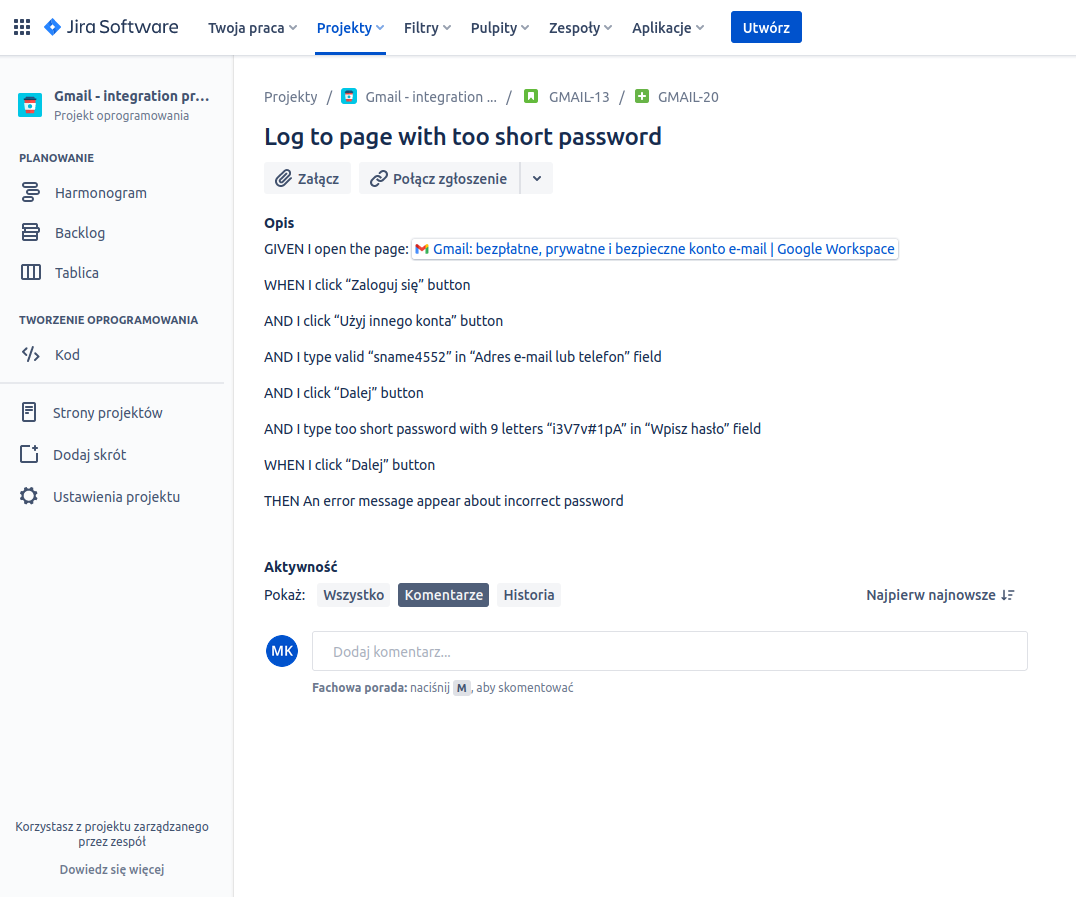 Jira Software
Twoja praca
Projekty
Filtry
Pulpity
Zespoły
Aplikacje
Utwórz
Gmail - integration pr...
Projekt oprogramowania
PLANOWANIE
Harmonogram
Backlog
Tablica
TWORZENIE OPROGRAMOWANIA
Kod
Strony projektów
Dodaj skrót
Ustawienia projektu
Korzystasz z projektu zarządzanego
przez zespół
Dowiedz się więcej
Projekty / Gmail - integration ... / GMAIL-13 / GMAIL-20
Log to page with too short password
Załącz
Połącz zgłoszenie
Opis
GIVEN I open the page: Gmail: bezpłatne, prywatne i bezpieczne konto e-mail | Google Workspace
WHEN I click “Zaloguj się” button
AND I click “Użyj innego konta” button
AND I type valid “sname4552” in “Adres e-mail lub telefon” field
AND I click “Dalej” button
AND I type too short password with 9 letters “i3V7v#1pA” in “Wpisz hasło” field
WHEN I click “Dalej” button
THEN An error message appear about incorrect password
Aktywność
Pokaż: Wszystko Komentarze Historia
Najpierw najnowsze
MK
Dodaj komentarz...
Fachowa porada: naciśnij M, aby skomentować